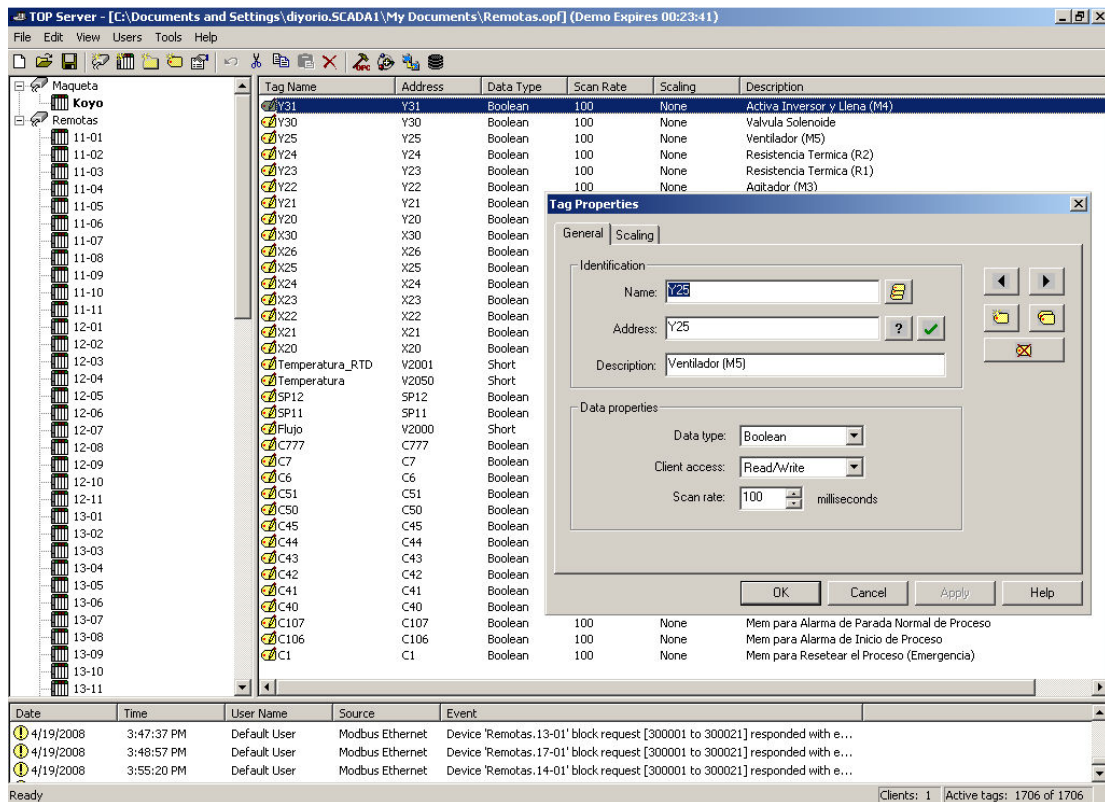 TOP Server - [C:\Documents and Settings\diyorio.SCADA1\My Documents\Remotas.opf] (Demo Expires 00:23:41)
File Edit View Users Tools Help
Maqueta
Koyo
Remotas
11-01
11-02
11-03
11-04
11-05
11-06
11-07
11-08
11-09
11-10
11-11
12-01
12-02
12-03
12-04
12-05
12-06
12-07
12-08
12-09
12-10
12-11
13-01
13-02
13-03
13-04
13-05
13-06
13-07
13-08
13-09
13-10
13-11
Tag Name Address Data Type Scan Rate Scaling Description
Y31 Y31 Boolean 100 None Activa Inversor y Llena (M4)
Y30 Y30 Boolean 100 None Valvula Solenoide
Y25 Y25 Boolean 100 None Ventilador (M5)
Y24 Y24 Boolean 100 None Resistencia Termica (R2)
Y23 Y23 Boolean 100 None Resistencia Termica (R1)
Y22 Y22 Boolean 100 None Agitador (M3)
Y21 Y21 Boolean
Y20 Y20 Boolean
X30 X30 Boolean
X26 X26 Boolean
X25 X25 Boolean
X24 X24 Boolean
X23 X23 Boolean
X22 X22 Boolean
X21 X21 Boolean
X20 X20 Boolean
Temperatura_RTD V2001 Short
Temperatura V2050 Short
SP12 SP12 Boolean
SP11 SP11 Boolean
Flujo V2000 Short
C777 C777 Boolean
C7 C7 Boolean
C6 C6 Boolean
C51 C51 Boolean
C50 C50 Boolean
C45 C45 Boolean
C44 C44 Boolean
C43 C43 Boolean
C42 C42 Boolean
C41 C41 Boolean
C40 C40 Boolean
C107 C107 Boolean 100 None Mem para Alarma de Parada Normal de Proceso
C106 C106 Boolean 100 None Mem para Alarma de Inicio de Proceso
C1 C1 Boolean 100 None Mem para Resetear el Proceso (Emergencia)
Tag Properties
General Scaling
Identification
Name: Y25
Address: Y25 ?
Description: Ventilador (M5)
Data properties
Data type: Boolean
Client access: Read/Write
Scan rate: 100 milliseconds
OK Cancel Apply Help
Date Time User Name Source Event
4/19/2008 3:47:37 PM Default User Modbus Ethernet Device 'Remotas.13-01' block request [300001 to 300021] responded with e...
4/19/2008 3:48:57 PM Default User Modbus Ethernet Device 'Remotas.17-01' block request [300001 to 300021] responded with e...
4/19/2008 3:55:20 PM Default User Modbus Ethernet Device 'Remotas.14-01' block request [300001 to 300021] responded with e...
Ready Clients: 1 Active tags: 1706 of 1706